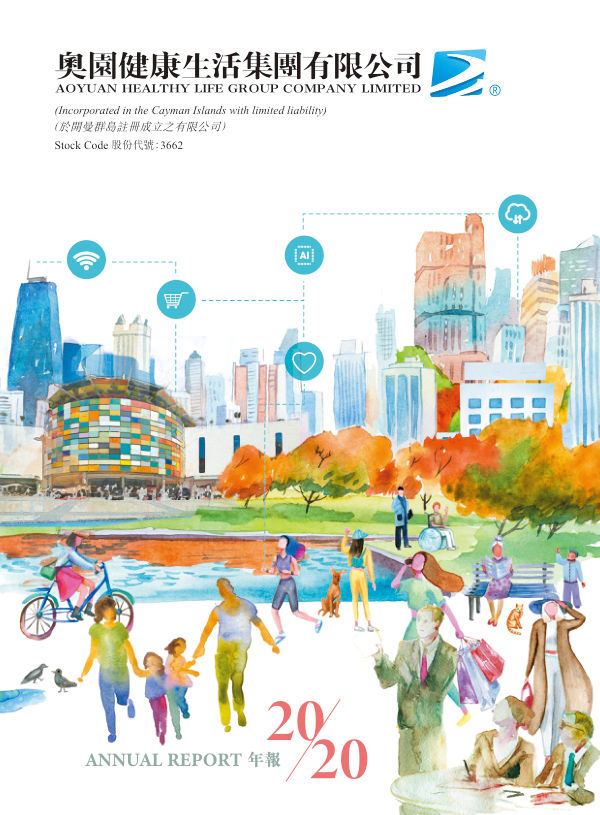 奧園健康生活集團有限公司
AOYUAN HEALTHY LIFE GROUP COMPANY LIMITED
®
(Incorporated in the Cayman Islands with limited liability)
(於開曼群島註冊成立之有限公司)
Stock Code 股份代號：3662
AI
20/20
ANNUAL REPORT 年報